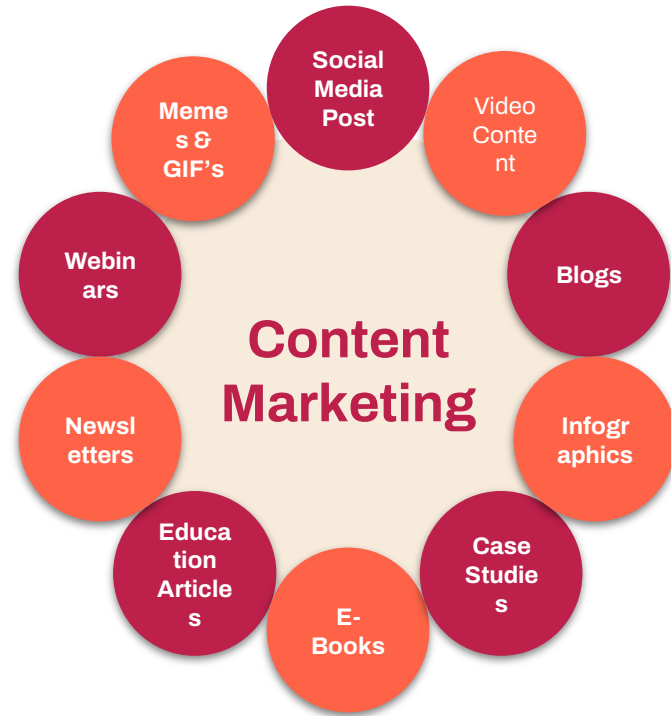 Social
Media
Post
Video
Conte
nt
Blogs
Infogr
aphics
Case
Studie
s
E-
Books
Educa
tion
Article
s
Newsl
etters
Webin
ars
Meme
s &
GIF’s
Content
Marketing